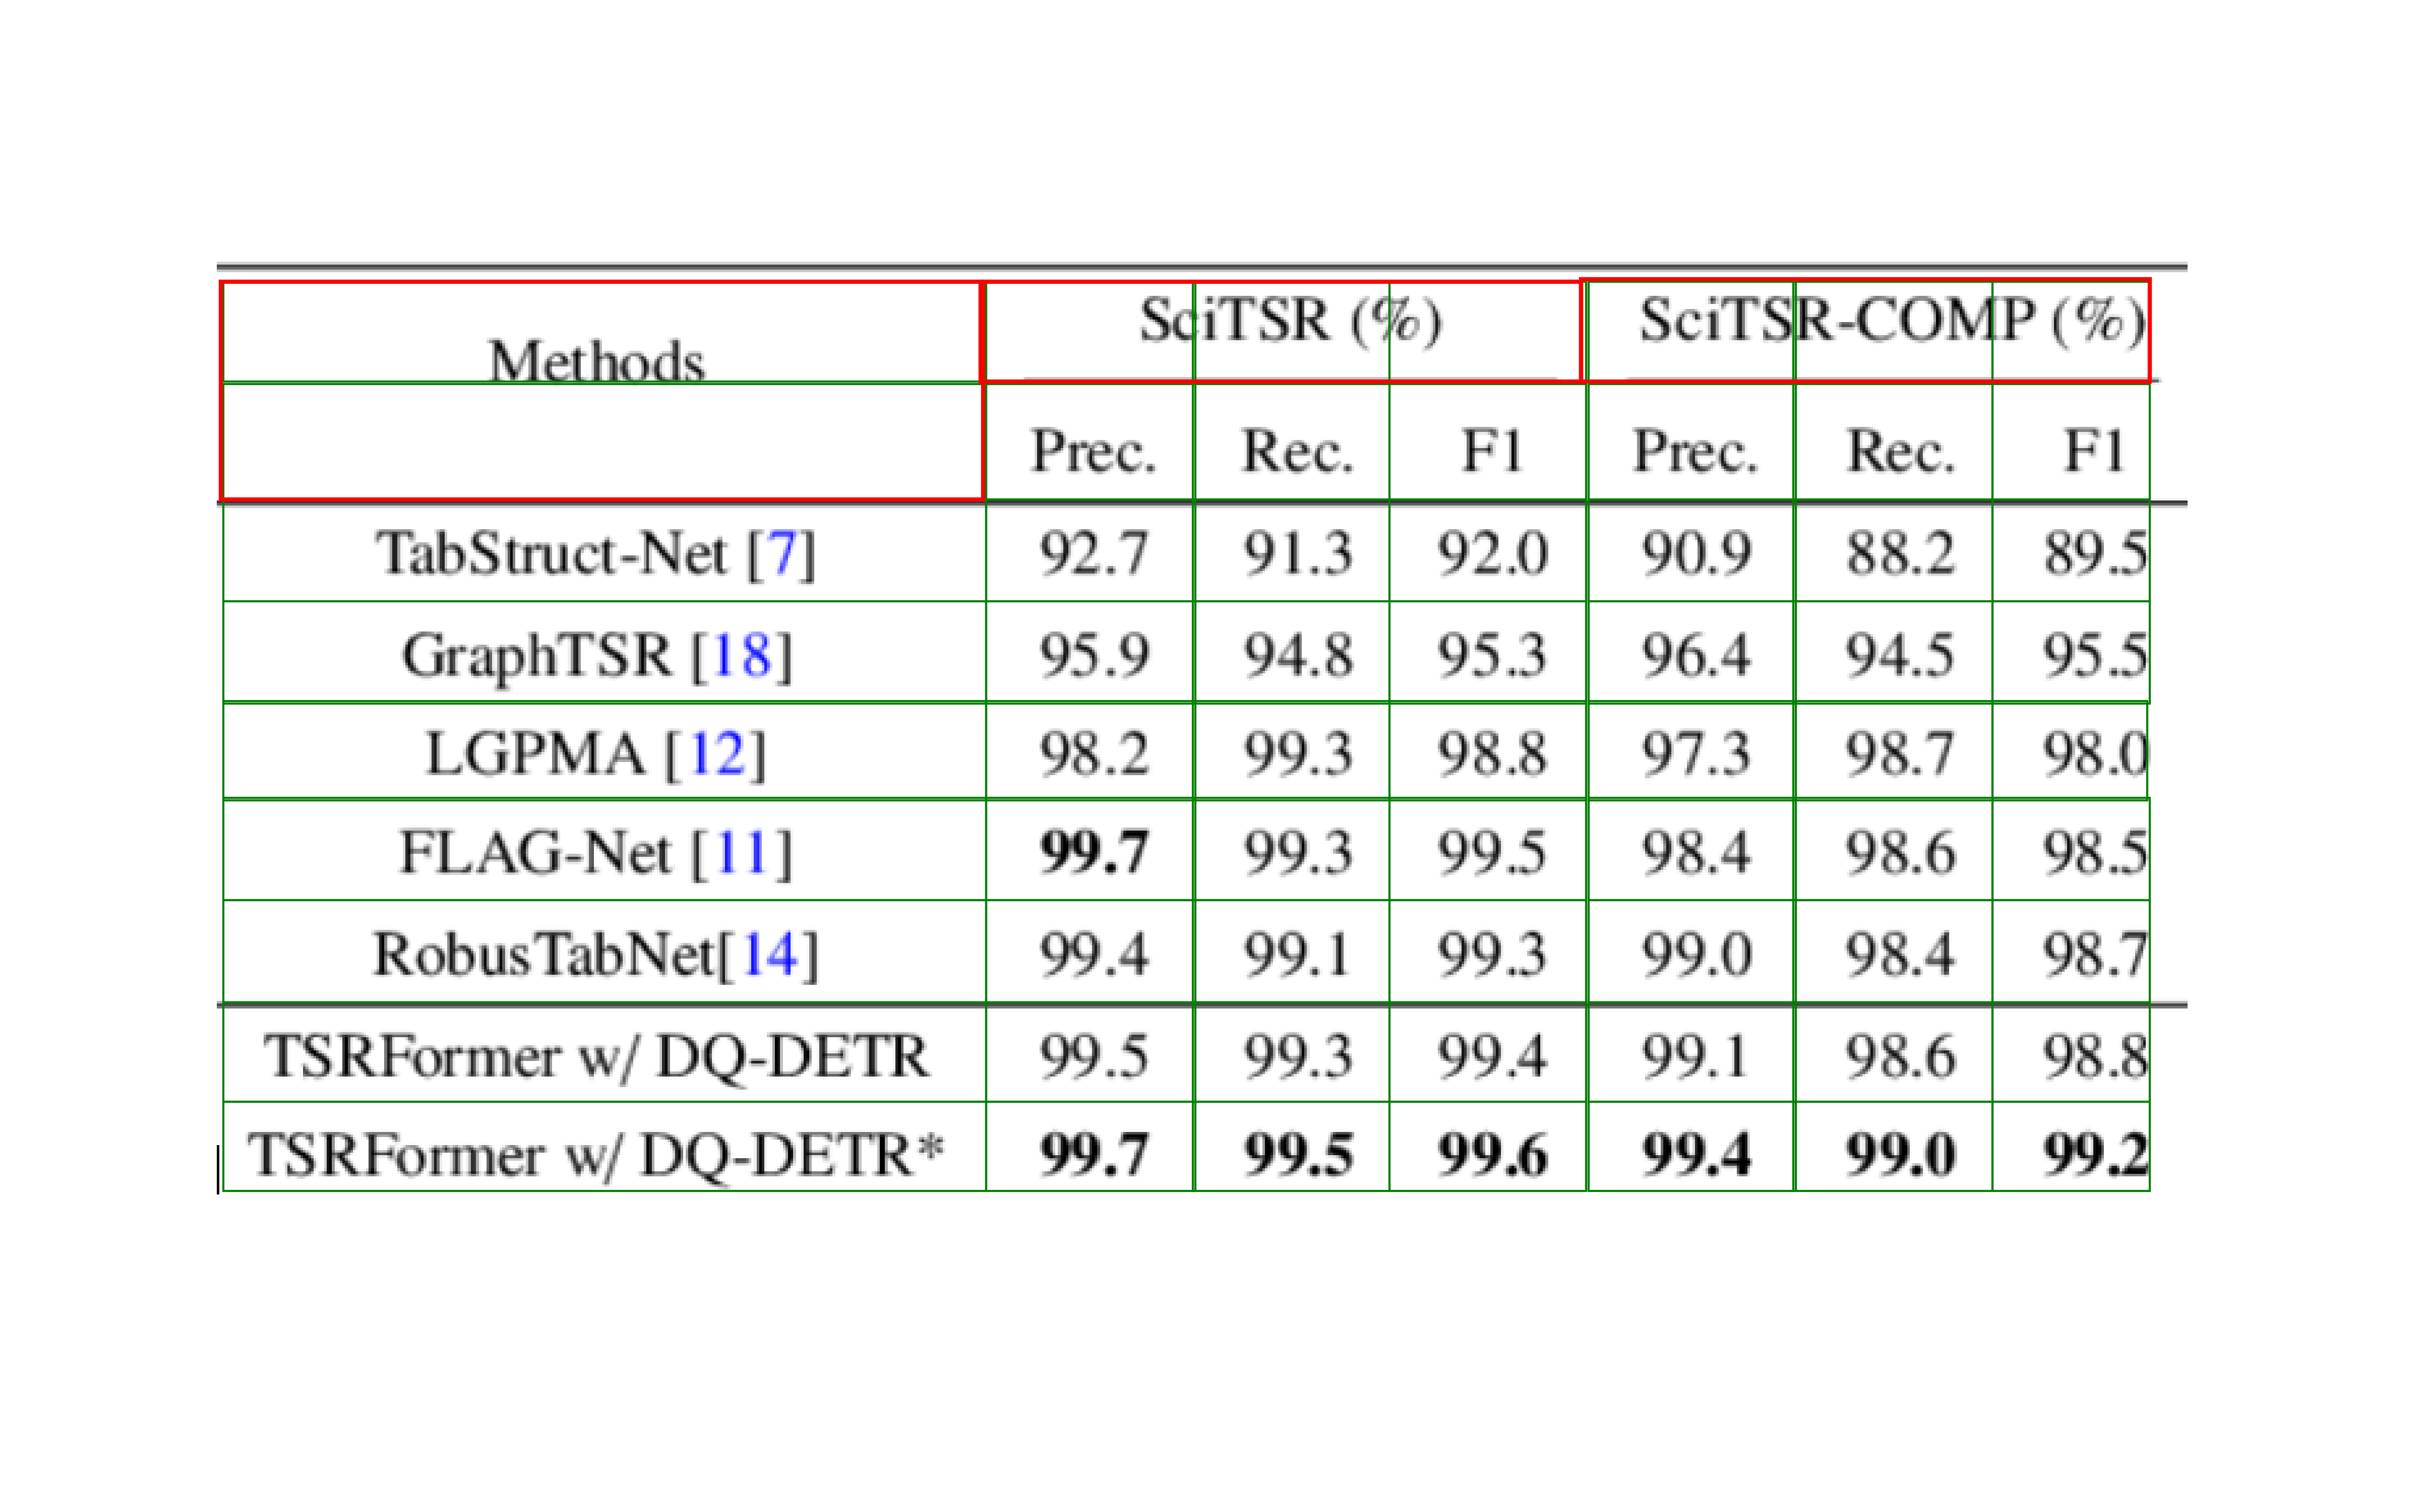 SciTSR (%) SciTSR-COMP (%)
Methods
Prec. Rec. F1 Prec. Rec. F1
TabStruct-Net [7] 92.7 91.3 92.0 90.9 88.2 89.5
GraphTSR [18] 95.9 94.8 95.3 96.4 94.5 95.5
LGPMA [12] 98.2 99.3 98.8 97.3 98.7 98.0
FLAG-Net [11] 99.7 99.3 99.5 98.4 98.6 98.5
RobusTabNet[14] 99.4 99.1 99.3 99.0 98.4 98.7
TSRFormer w/ DQ-DETR 99.5 99.3 99.4 99.1 98.6 98.8
TSRFormer w/ DQ-DETR* 99.7 99.5 99.6 99.4 99.0 99.2